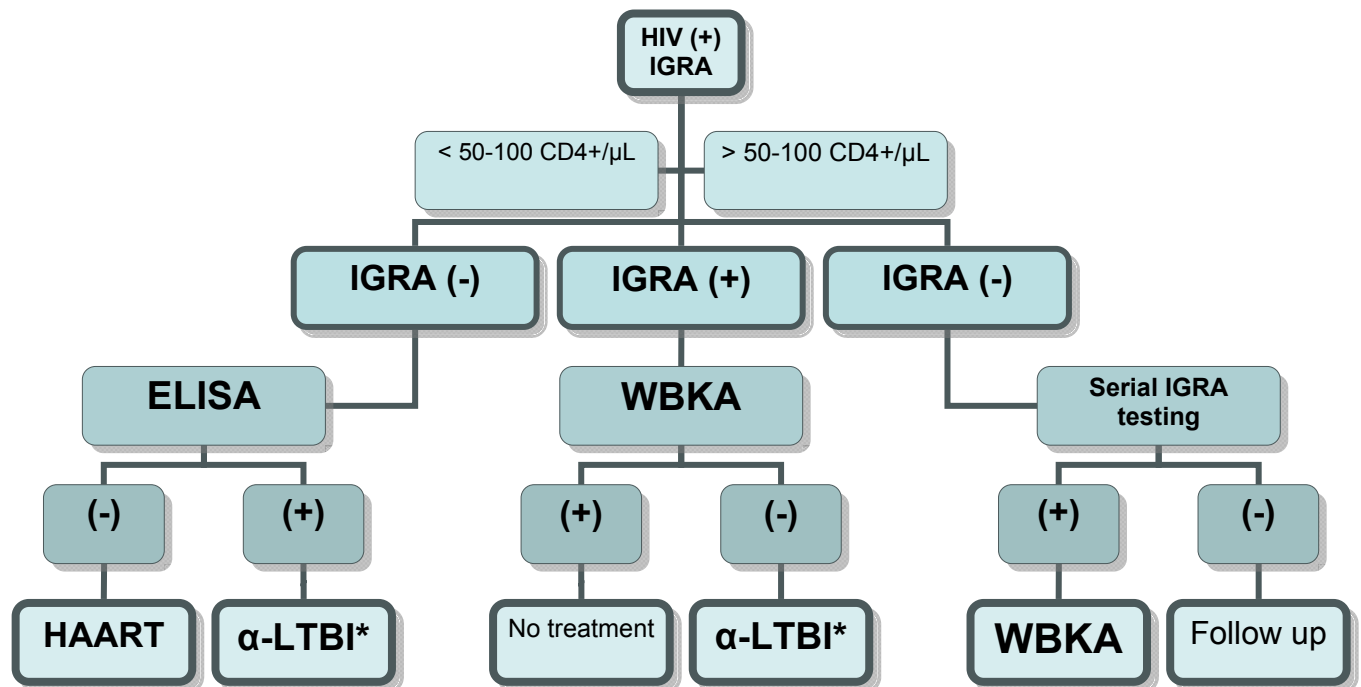 HIV (+)
IGRA
< 50-100 CD4+/µL
> 50-100 CD4+/µL
IGRA (-)
IGRA (+)
IGRA (-)
ELISA
WBKA
Serial IGRA
testing
(-)
(+)
(+)
(-)
(+)
(-)
HAART
α-LTBI*
No treatment
α-LTBI*
WBKA
Follow up